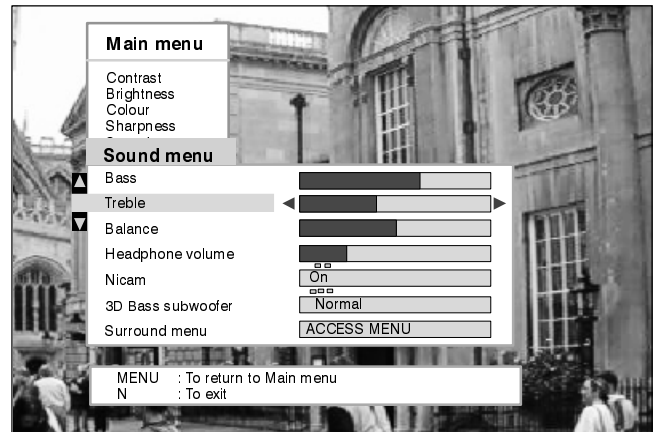 Main menu
Contrast
Brightness
Colour
Sharpness
Sound menu
Bass
Treble
Balance
Headphone volume
Nicam On
3D Bass subwoofer Normal
Surround menu ACCESS MENU
MENU : To return to Main menu
N : To exit